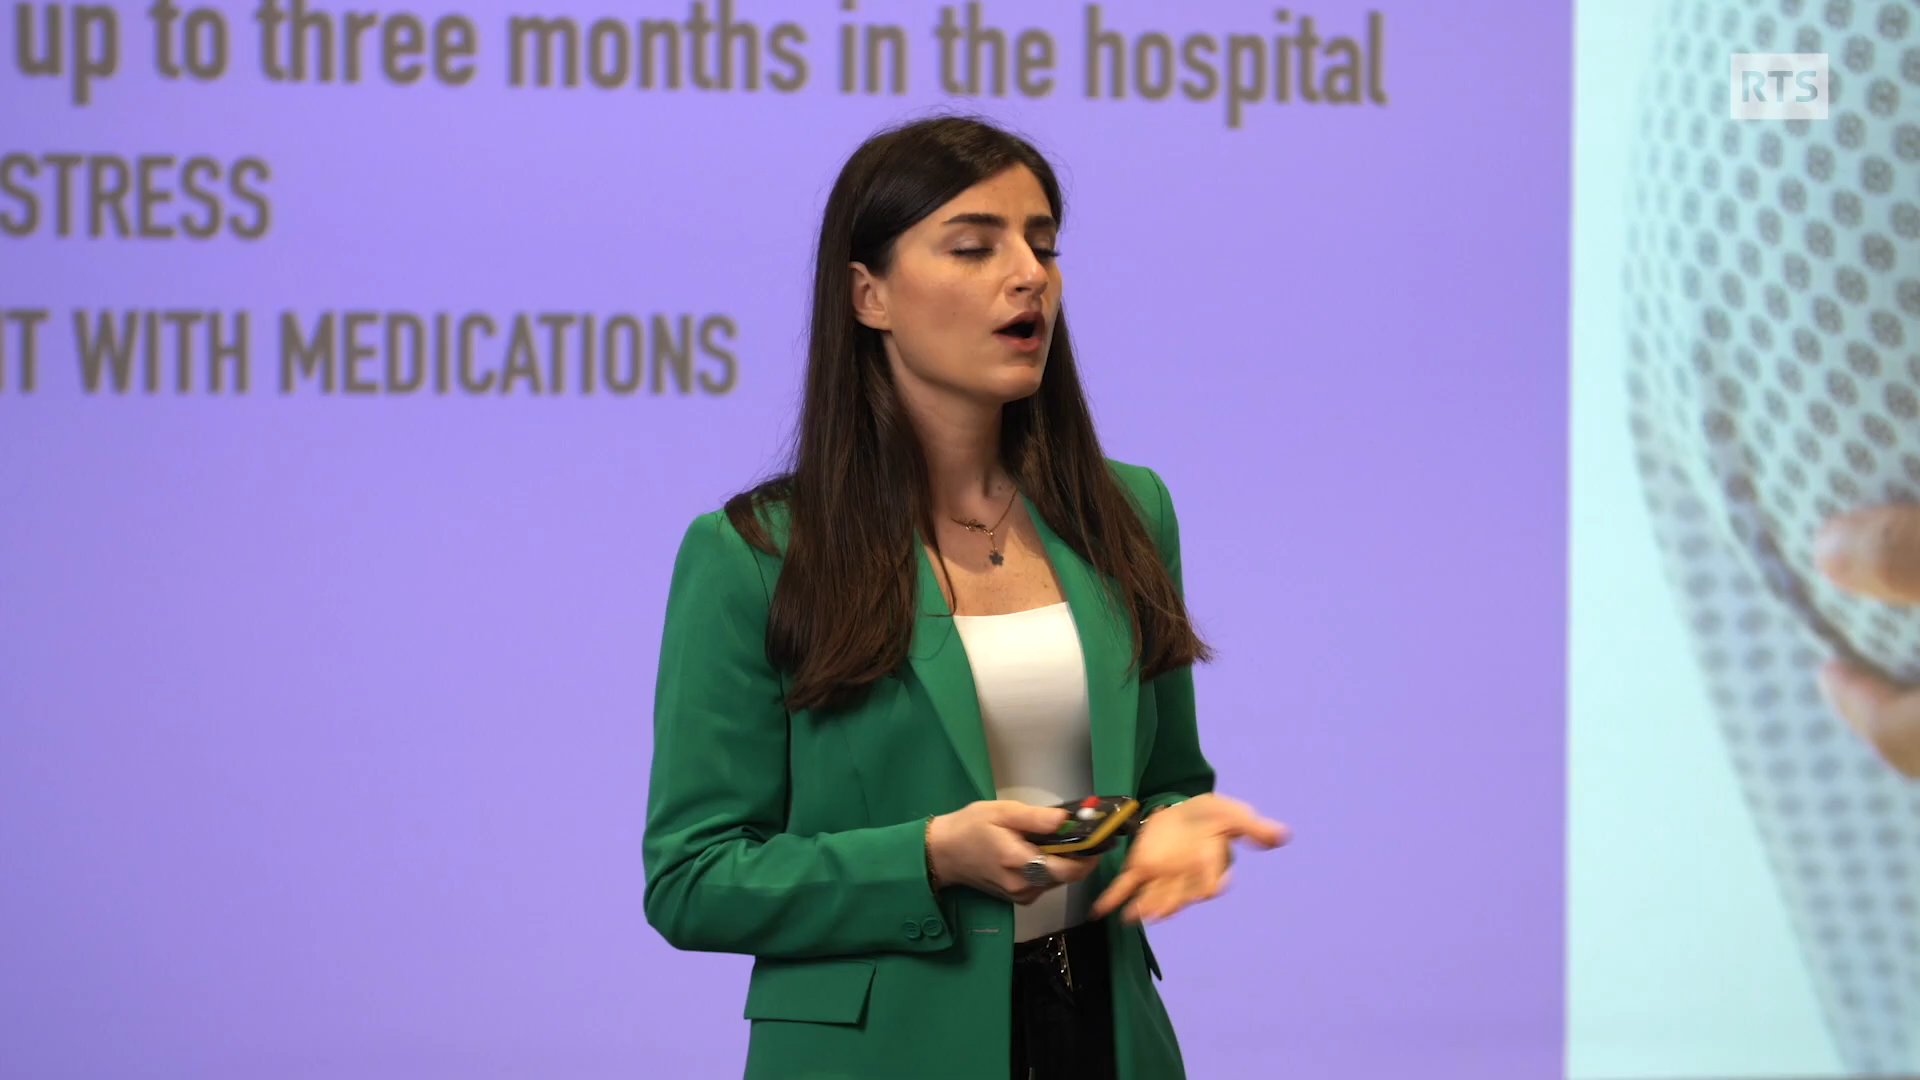 up to three months in the hospital
RTS
STRESS
WITH MEDICATIONS